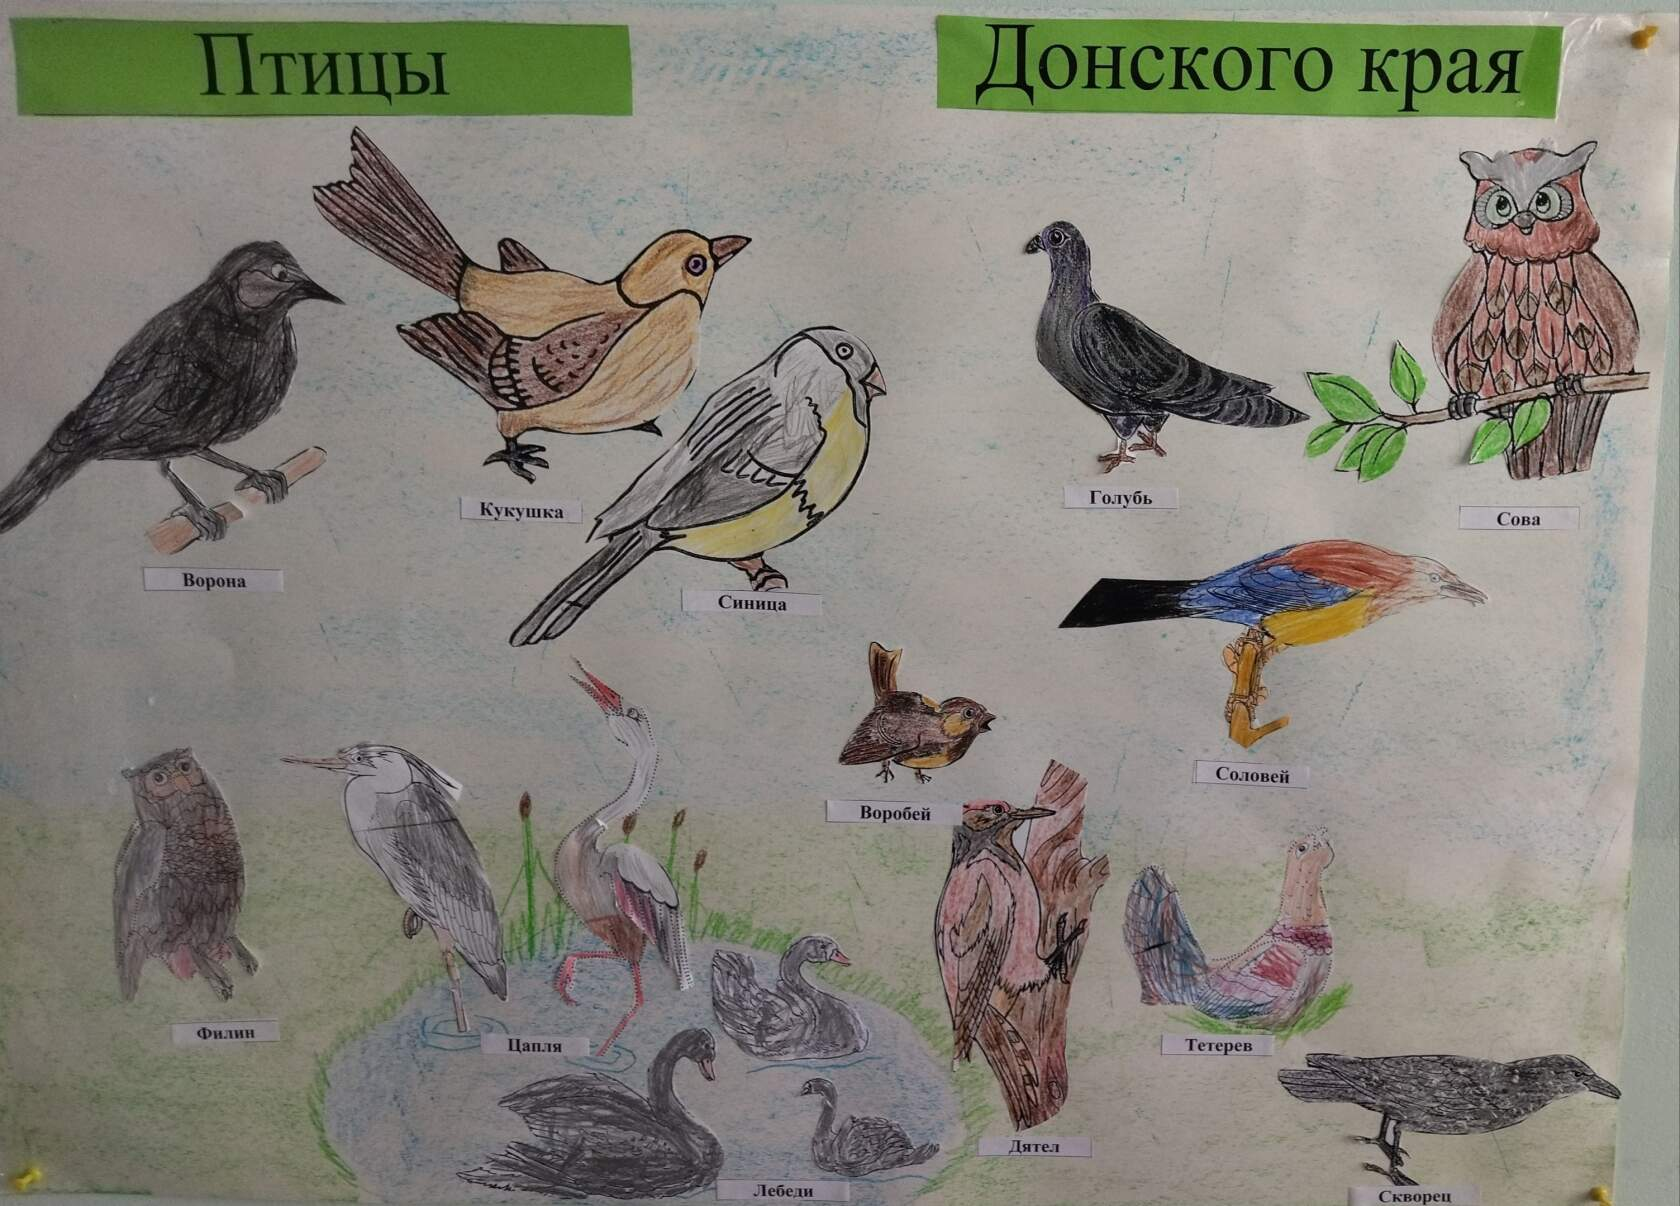 Птицы
Донского края
Ворона
Кукушка
Синица
Голубь
Сова
Соловей
Воробей
Филин
Цапля
Лебеди
Дятел
Тетерев
Скворец